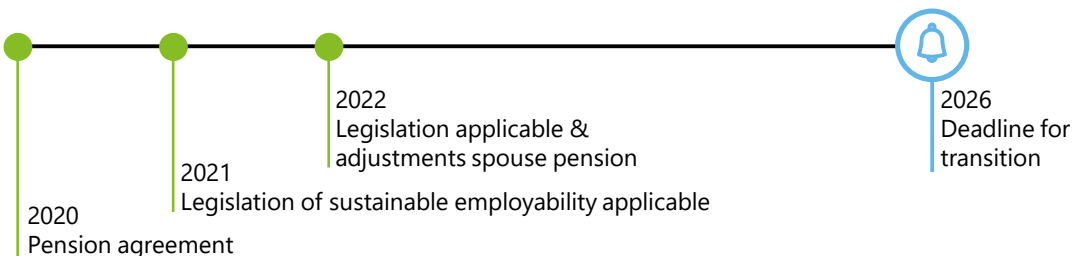 2020
Pension agreement
2021
Legislation of sustainable employability applicable
2022
Legislation applicable &
adjustments spouse pension
2026
Deadline for
transition